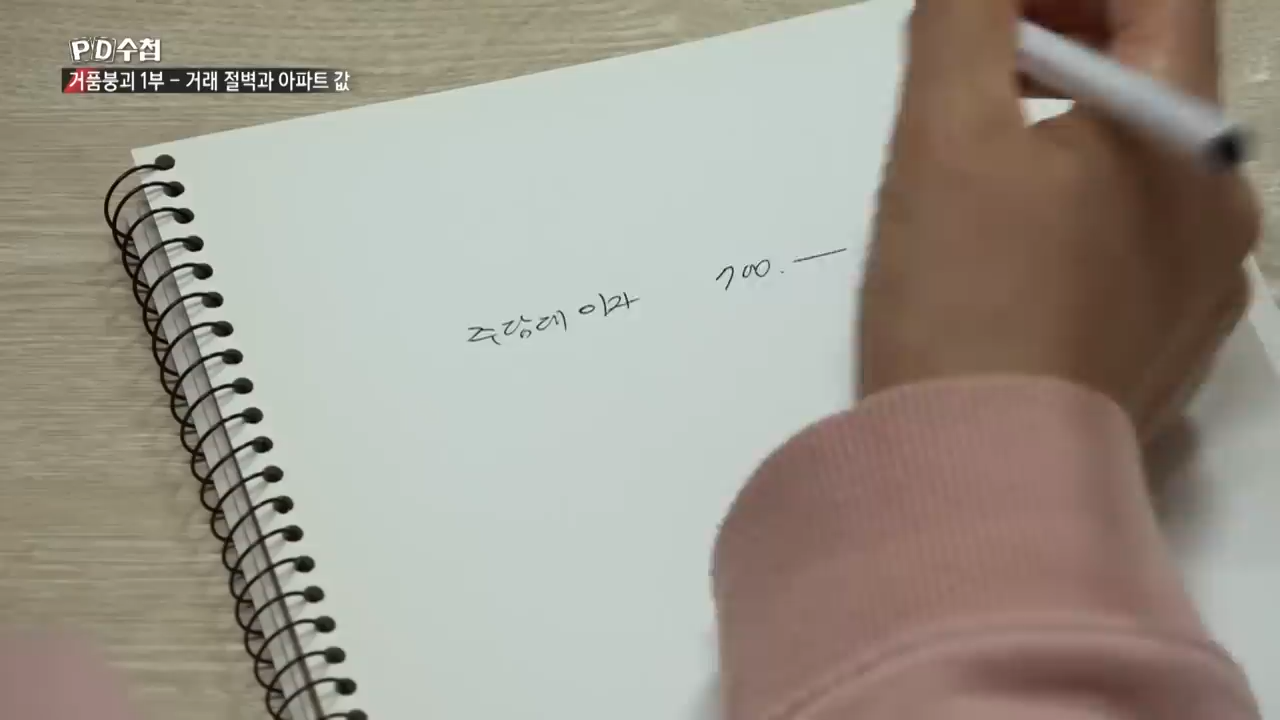 PD수첩
거품붕괴 1부 - 거래 절벽과 아파트 값
주담대 이자 700. —